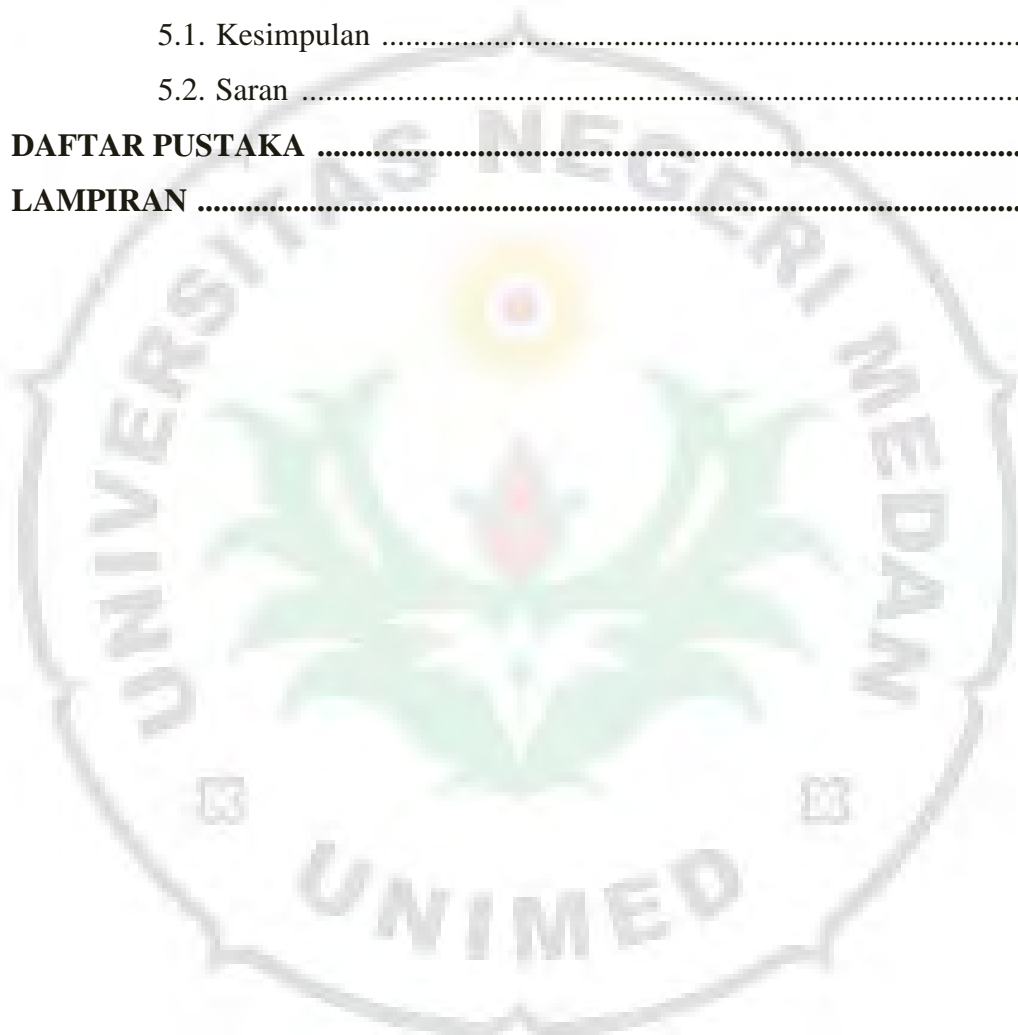 5.1. Kesimpulan ................................................................................
5.2. Saran ..........................................................................................
DAFTAR PUSTAKA ........................................................................................
LAMPIRAN .......................................................................................................
UNIVERSITAS NEGERI MEDAN
UNIMED